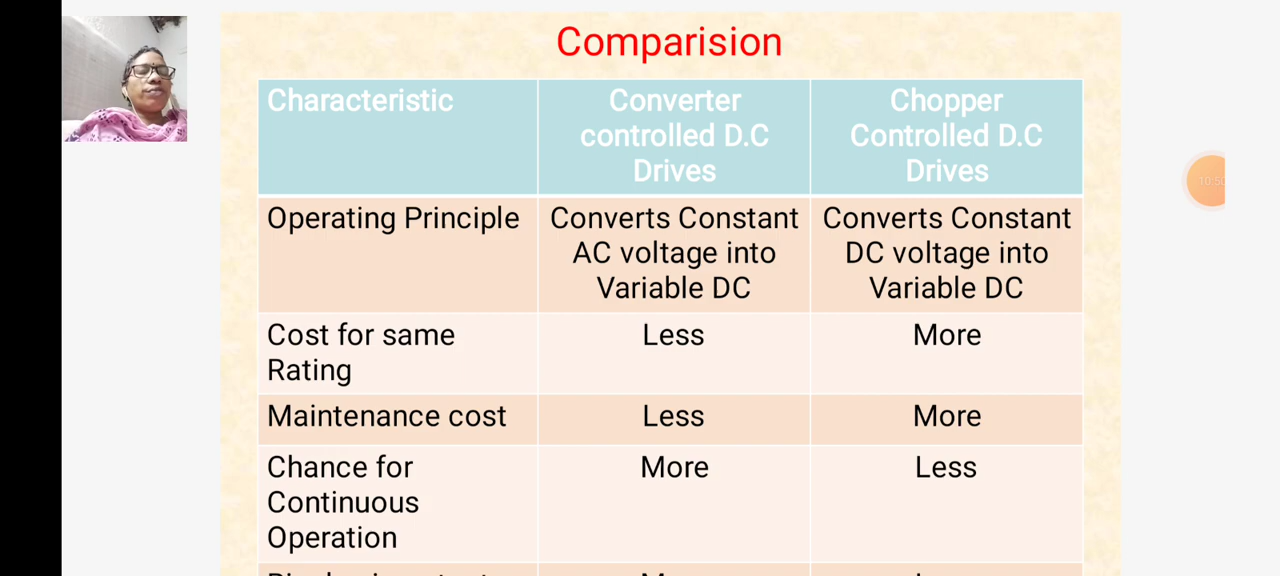 Comparision
Characteristic
Converter
controlled D.C
Drives
Chopper
Controlled D.C
Drives
Operating Principle
Converts Constant
AC voltage into
Variable DC
Converts Constant
DC voltage into
Variable DC
Cost for same
Rating
Less
More
Maintenance cost
Less
More
Chance for
Continuous
Operation
More
Less